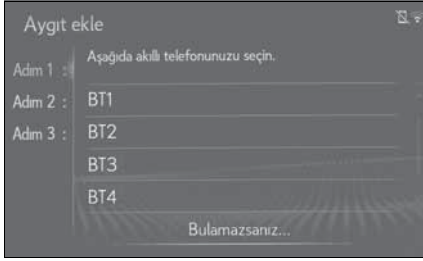 Aygıt ekle
Aşağıda akıllı telefonunuzu seçin.
Adım 1 :
Adım 2 :
Adım 3 :
BT1
BT2
BT3
BT4
Bulamazsanız...